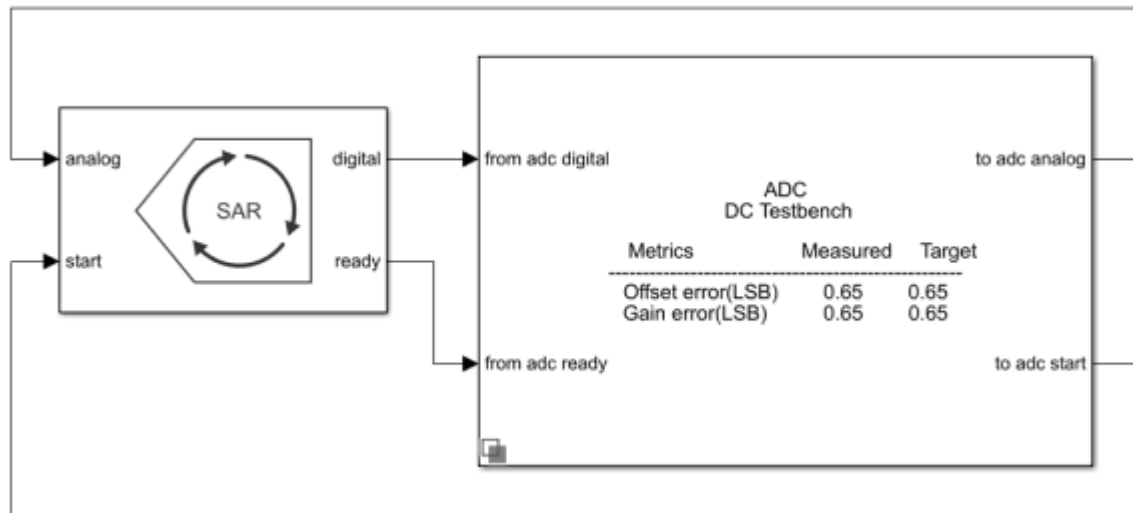 analog
start
SAR
digital
ready
from adc digital
from adc ready
ADC
DC Testbench
Metrics Measured Target
---------------------------------------------------------------
Offset error(LSB) 0.65 0.65
Gain error(LSB) 0.65 0.65
to adc analog
to adc start